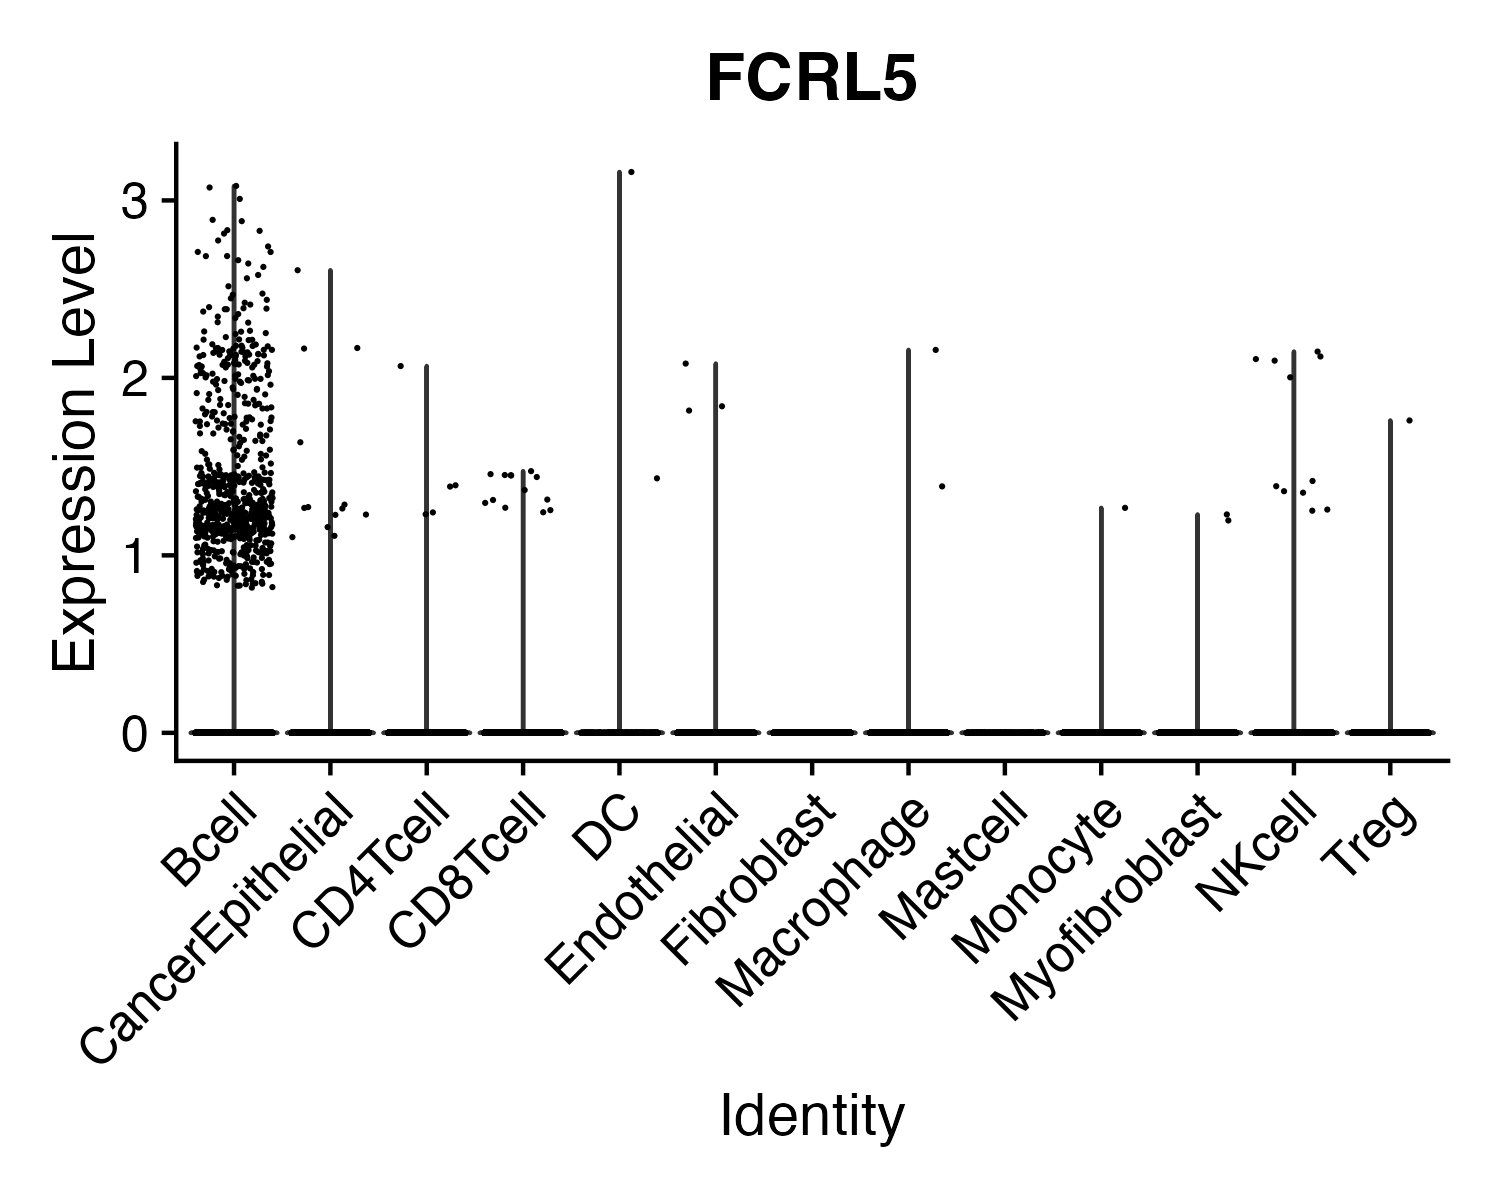 FCRL5
Expression Level
3
2
1
0
Bcell
CancerEpithelial
CD4Tcell
CD8Tcell
DC
Endothelial
Fibroblast
Macrophage
Mastcell
Monocyte
Myofibroblast
NKcell
Treg
Identity